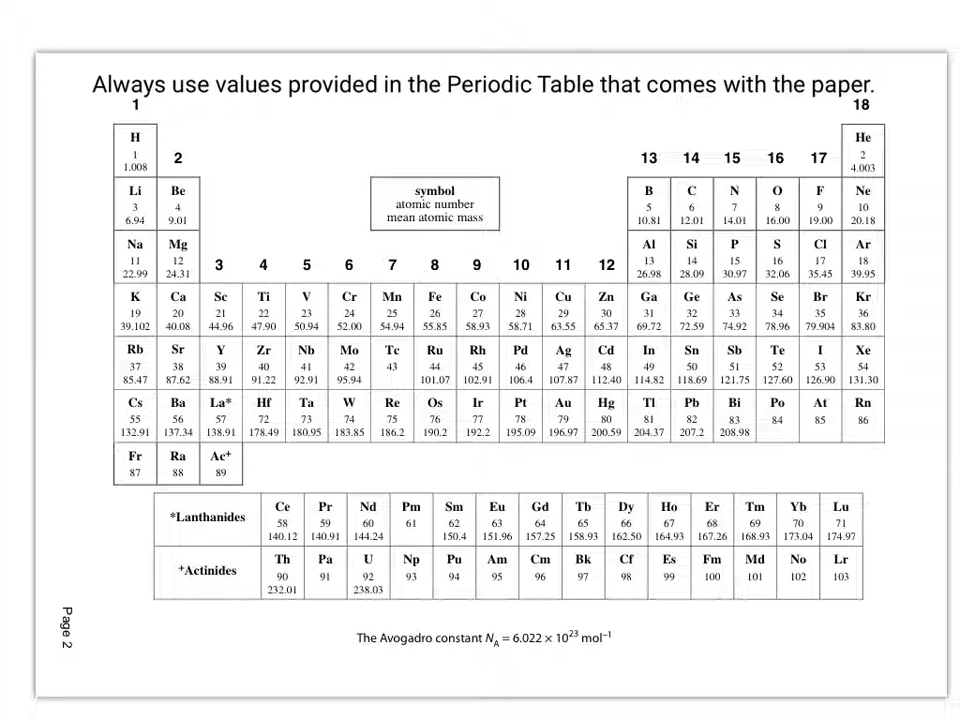 Always use values provided in the Periodic Table that comes with the paper.
1 18
H He
1 2 13 14 15 16 17 2
1.008 4.003
Li Be symbol B C N O F Ne
3 4 atomic number 5 6 7 8 9 10
6.94 9.01 mean atomic mass 10.81 12.01 14.01 16.00 19.00 20.18
Na Mg Al Si P S Cl Ar
11 12 3 4 5 6 7 8 9 10 11 12 13 14 15 16 17 18
22.99 24.31 26.98 28.09 30.97 32.06 35.45 39.95
K Ca Sc Ti V Cr Mn Fe Co Ni Cu Zn Ga Ge As Se Br Kr
19 20 21 22 23 24 25 26 27 28 29 30 31 32 33 34 35 36
39.102 40.08 44.96 47.90 50.94 52.00 54.94 55.85 58.93 58.71 63.55 65.37 69.72 72.59 74.92 78.96 79.904 83.80
Rb Sr Y Zr Nb Mo Tc Ru Rh Pd Ag Cd In Sn Sb Te I Xe
37 38 39 40 41 42 43 44 45 46 47 48 49 50 51 52 53 54
85.47 87.62 88.91 91.22 92.91 95.94 101.07 102.91 106.4 107.87 112.40 114.82 118.69 121.75 127.60 126.90 131.30
Cs Ba La* Hf Ta W Re Os Ir Pt Au Hg Tl Pb Bi Po At Rn
55 56 57 72 73 74 75 76 77 78 79 80 81 82 83 84 85 86
132.91 137.34 138.91 178.49 180.95 183.85 186.2 190.2 192.2 195.09 196.97 200.59 204.37 207.2 208.98
Fr Ra Ac⁺
87 88 89
*Lanthanides Ce Pr Nd Pm Sm Eu Gd Tb Dy Ho Er Tm Yb Lu
58 59 60 61 62 63 64 65 66 67 68 69 70 71
140.12 140.91 144.24 150.4 151.96 157.25 158.93 162.50 164.93 167.26 168.93 173.04 174.97
⁺Actinides Th Pa U Np Pu Am Cm Bk Cf Es Fm Md No Lr
90 91 92 93 94 95 96 97 98 99 100 101 102 103
232.01 238.03
Page 2
The Avogadro constant N_A = 6.022 × 10²³ mol⁻¹